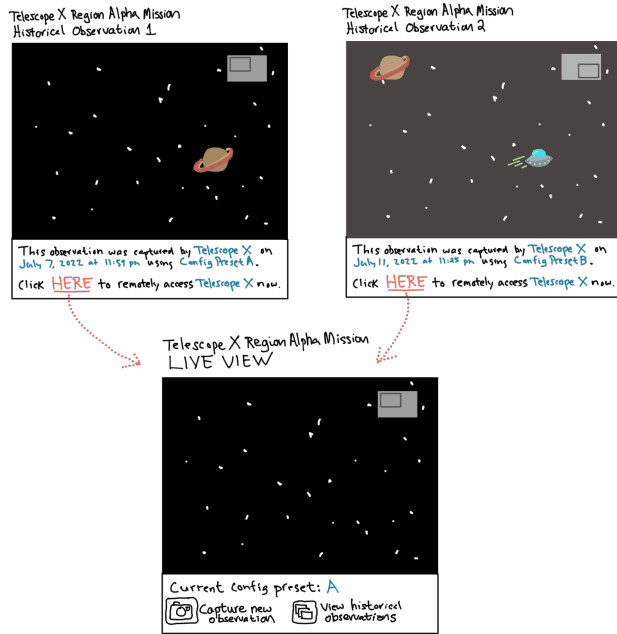 Telescope X Region Alpha Mission
Historical Observation 1
Telescope X Region Alpha Mission
Historical Observation 2
This observation was captured by Telescope X on
July 7, 2022 at 11:59 pm using Config Preset A.
Click HERE to remotely access Telescope X now.
This observation was captured by Telescope X on
July 11, 2022 at 11:25 pm using Config Preset B.
Click HERE to remotely access Telescope X now.
Telescope X Region Alpha Mission
LIVE VIEW
Current config preset: A
Capture new
observation
View historical
observations